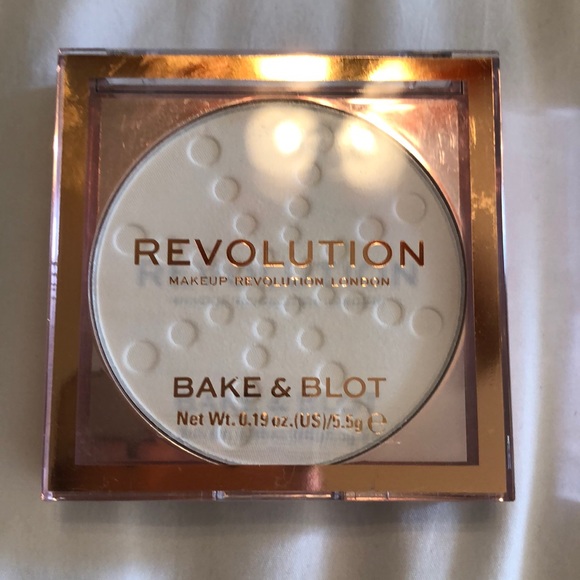 REVOLUTION
MAKEUP REVOLUTION LONDON
BAKE & BLOT
Net Wt. 0.19 oz.(US)/5.5g ℮